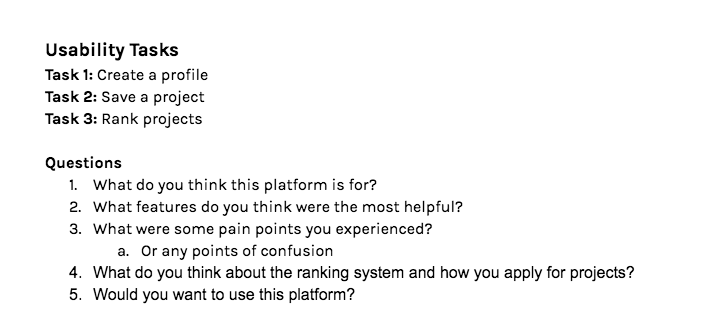 Usability Tasks
Task 1: Create a profile
Task 2: Save a project
Task 3: Rank projects
Questions
1. What do you think this platform is for?
2. What features do you think were the most helpful?
3. What were some pain points you experienced?
a. Or any points of confusion
4. What do you think about the ranking system and how you apply for projects?
5. Would you want to use this platform?